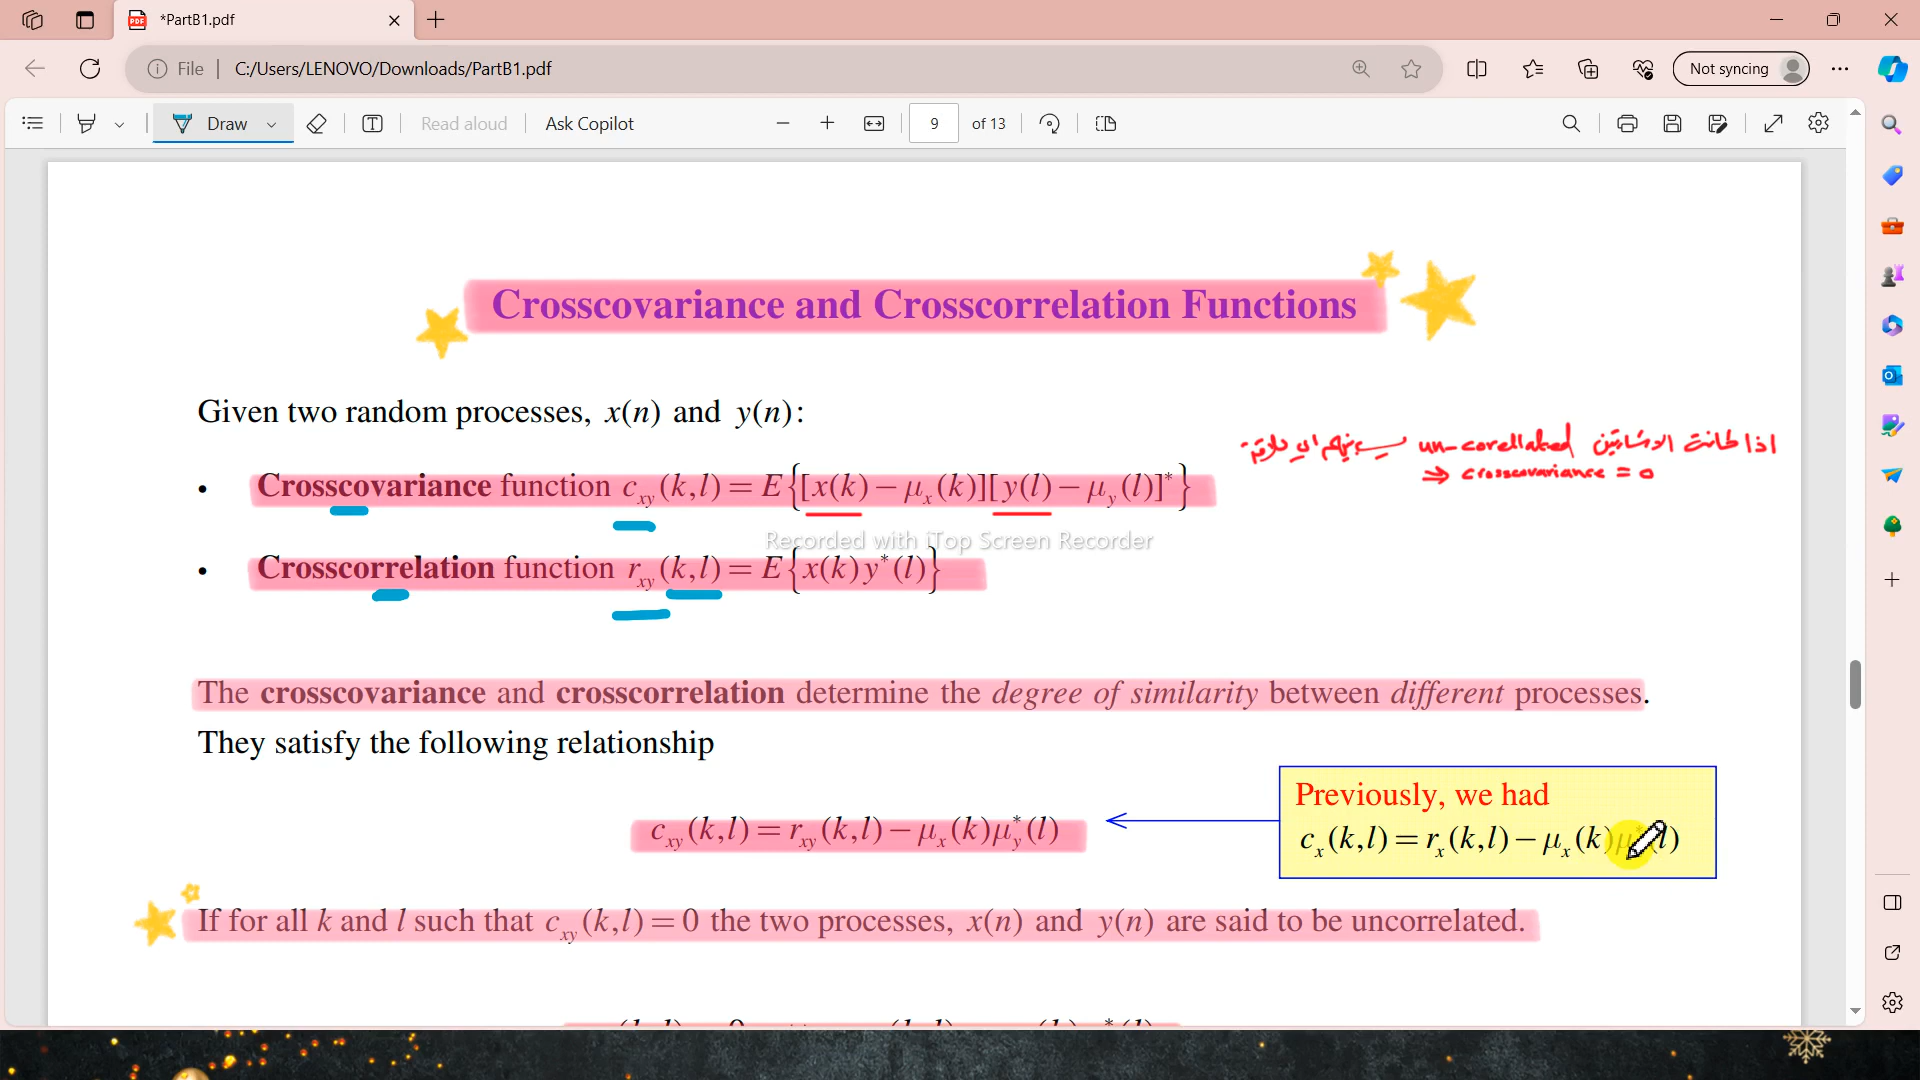 *PartB1.pdf
File
C:/Users/LENOVO/Downloads/PartB1.pdf
Not syncing
Draw
Read aloud
Ask Copilot
9
of 13
Crosscovariance and Crosscorrelation Functions
Given two random processes, x(n) and y(n):
اذا كانت الاشارتين un-corellated
⇒ crosscovariance = 0
• Crosscovariance function c_xy(k,l) = E{[x(k) − μ_x(k)][y(l) − μ_y(l)]*}
Recorded with iTop Screen Recorder
• Crosscorrelation function r_xy(k,l) = E{x(k)y*(l)}
The crosscovariance and crosscorrelation determine the degree of similarity between different processes.
They satisfy the following relationship
c_xy(k,l) = r_xy(k,l) − μ_x(k)μ_y*(l)
Previously, we had
c_x(k,l) = r_x(k,l) − μ_x(k)μ (l)
If for all k and l such that c_xy(k,l) = 0 the two processes, x(n) and y(n) are said to be uncorrelated.